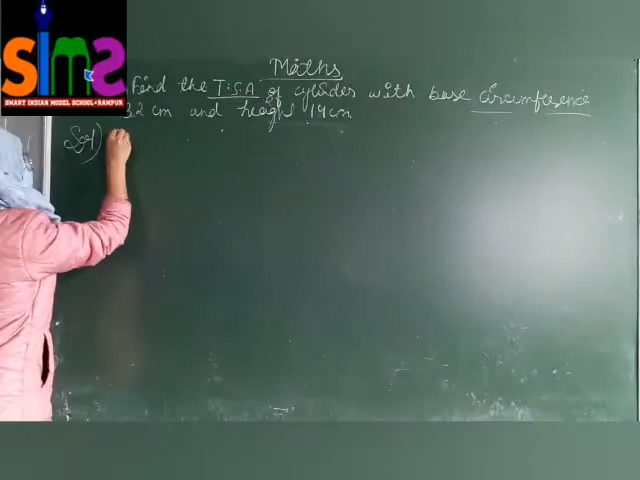 Sims
SMART INDIAN MODEL SCHOOL-RAMPUR
Maths
Find the T.S.A of cylinder with base circumference
32 cm and height 14cm
Sol)